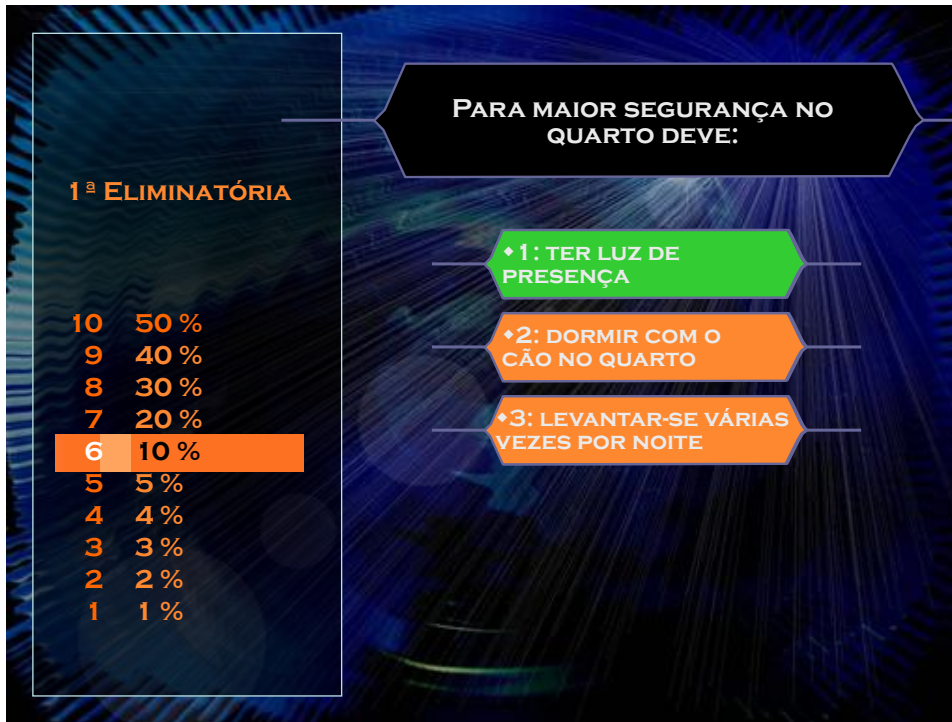 1ª Eliminatória
10 50 %
9 40 %
8 30 %
7 20 %
6 10 %
5 5 %
4 4 %
3 3 %
2 2 %
1 1 %
Para maior segurança no
quarto deve:
◆1: ter luz de
presença
◆2: dormir com o
cão no quarto
◆3: levantar-se várias
vezes por noite